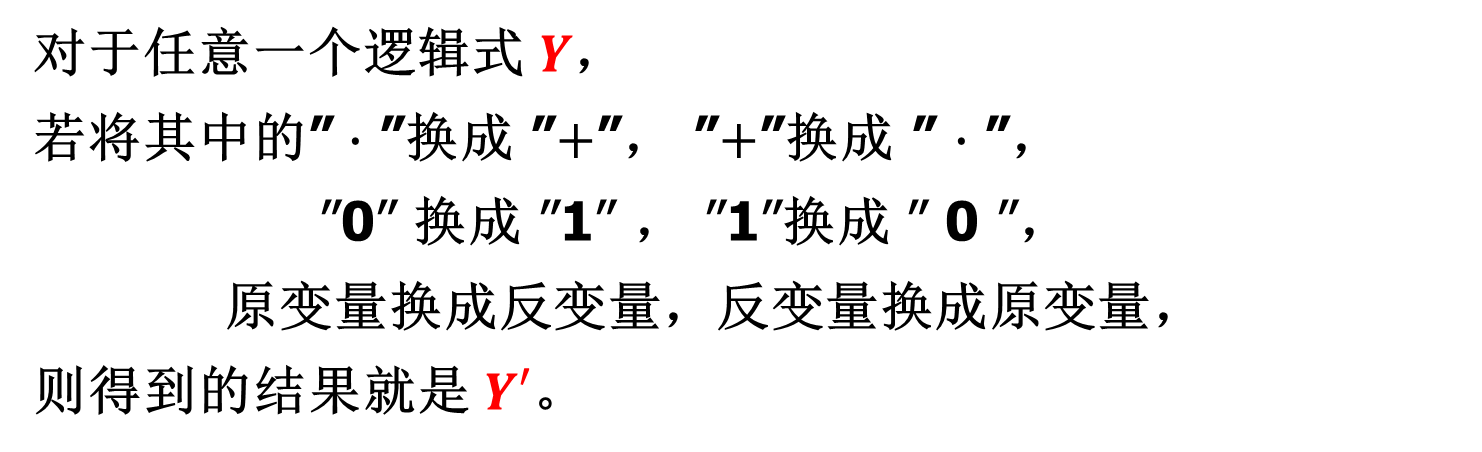 对于任意一个逻辑式 Y，
若将其中的" · "换成 "+"， "+"换成 " · "，
"0" 换成 "1" ， "1"换成 " 0 "，
原变量换成反变量，反变量换成原变量，
则得到的结果就是 Y′。